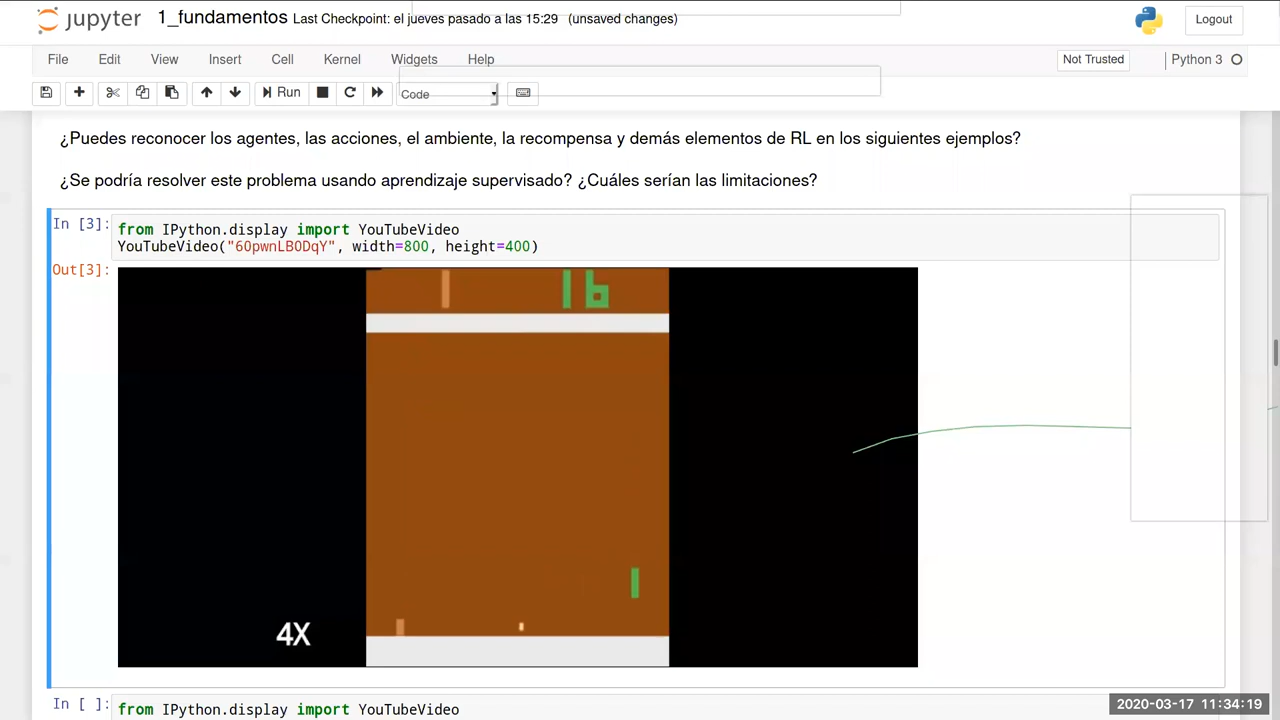 jupyter 1_fundamentos Last Checkpoint: el jueves pasado a las 15:29 (unsaved changes) Logout
File Edit View Insert Cell Kernel Widgets Help Not Trusted Python 3
Run Code
¿Puedes reconocer los agentes, las acciones, el ambiente, la recompensa y demás elementos de RL en los siguientes ejemplos?
¿Se podría resolver este problema usando aprendizaje supervisado? ¿Cuáles serían las limitaciones?
In [3]: from IPython.display import YouTubeVideo
YouTubeVideo("60pwnLB0DqY", width=800, height=400)
Out[3]:
1 16
4X
In [ ]: from IPython.display import YouTubeVideo
2020-03-17 11:34:19